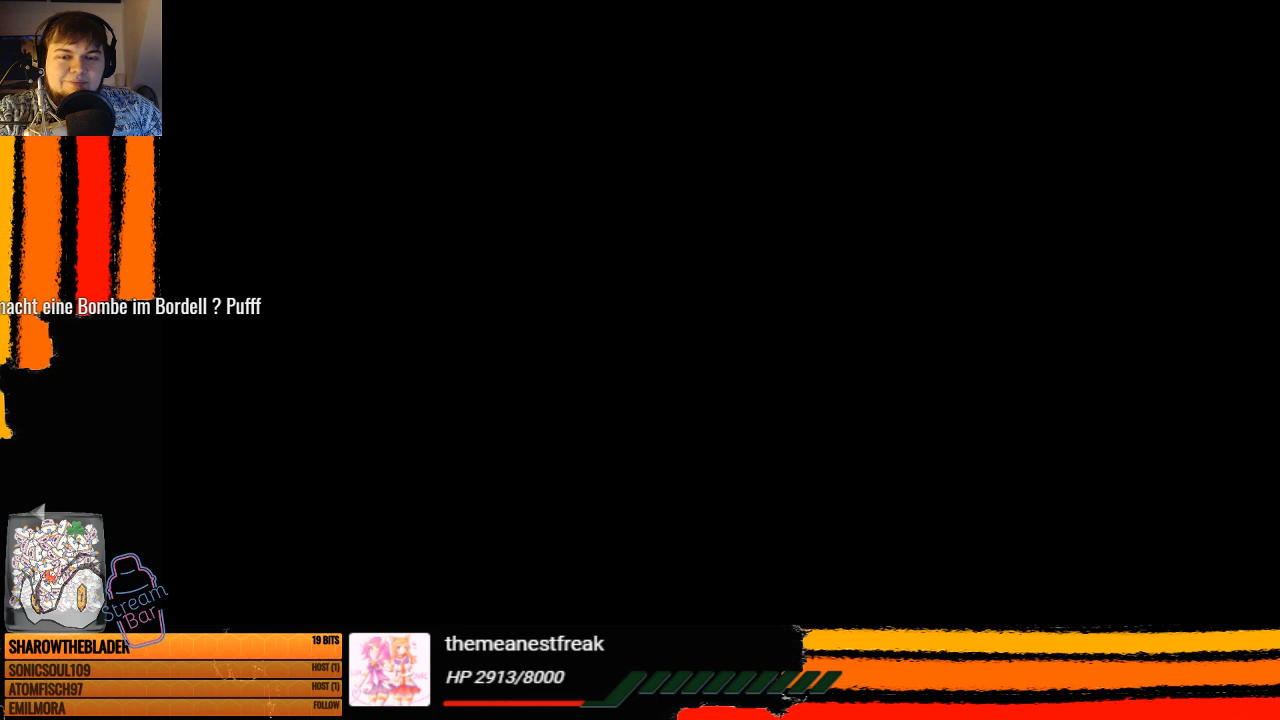 macht eine Bombe im Bordell ? Pufff
Stream
Bar
SHAROWTHEBLADER 19 BITS
SONICSOUL109 HOST (1)
ATOMFISCH97 HOST (1)
EMILMORA FOLLOW
themeanestfreak
HP 2913/8000